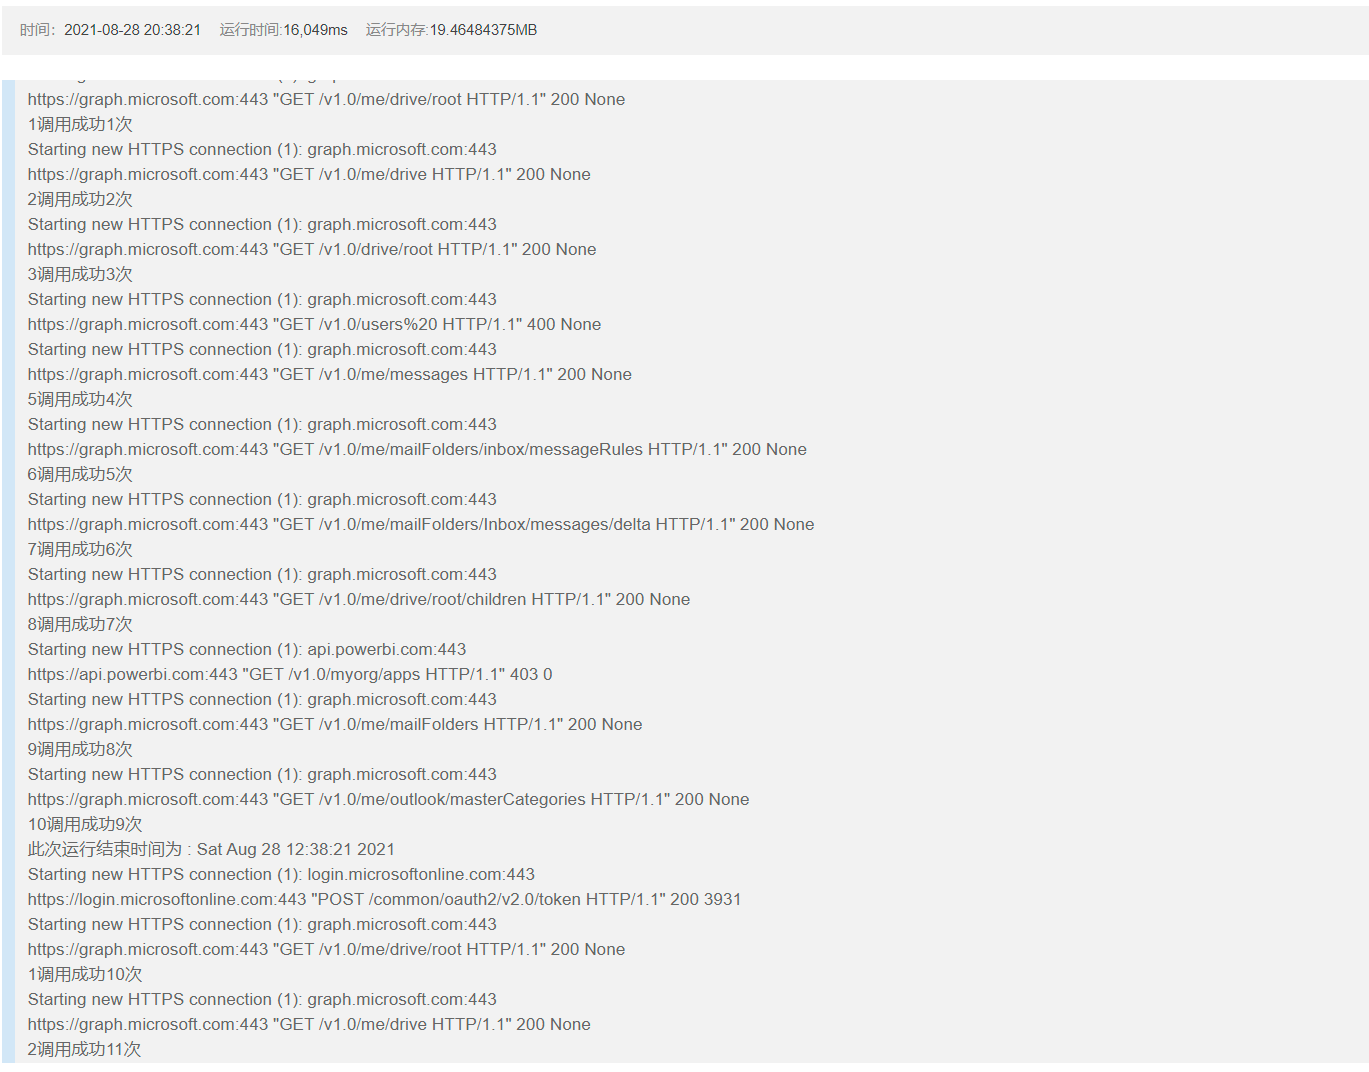 时间: 2021-08-28 20:38:21 运行时间:16,049ms 运行内存:19.46484375MB
https://graph.microsoft.com:443 "GET /v1.0/me/drive/root HTTP/1.1" 200 None
1调用成功1次
Starting new HTTPS connection (1): graph.microsoft.com:443
https://graph.microsoft.com:443 "GET /v1.0/me/drive HTTP/1.1" 200 None
2调用成功2次
Starting new HTTPS connection (1): graph.microsoft.com:443
https://graph.microsoft.com:443 "GET /v1.0/drive/root HTTP/1.1" 200 None
3调用成功3次
Starting new HTTPS connection (1): graph.microsoft.com:443
https://graph.microsoft.com:443 "GET /v1.0/users%20 HTTP/1.1" 400 None
Starting new HTTPS connection (1): graph.microsoft.com:443
https://graph.microsoft.com:443 "GET /v1.0/me/messages HTTP/1.1" 200 None
5调用成功4次
Starting new HTTPS connection (1): graph.microsoft.com:443
https://graph.microsoft.com:443 "GET /v1.0/me/mailFolders/inbox/messageRules HTTP/1.1" 200 None
6调用成功5次
Starting new HTTPS connection (1): graph.microsoft.com:443
https://graph.microsoft.com:443 "GET /v1.0/me/mailFolders/Inbox/messages/delta HTTP/1.1" 200 None
7调用成功6次
Starting new HTTPS connection (1): graph.microsoft.com:443
https://graph.microsoft.com:443 "GET /v1.0/me/drive/root/children HTTP/1.1" 200 None
8调用成功7次
Starting new HTTPS connection (1): api.powerbi.com:443
https://api.powerbi.com:443 "GET /v1.0/myorg/apps HTTP/1.1" 403 0
Starting new HTTPS connection (1): graph.microsoft.com:443
https://graph.microsoft.com:443 "GET /v1.0/me/mailFolders HTTP/1.1" 200 None
9调用成功8次
Starting new HTTPS connection (1): graph.microsoft.com:443
https://graph.microsoft.com:443 "GET /v1.0/me/outlook/masterCategories HTTP/1.1" 200 None
10调用成功9次
此次运行结束时间为 : Sat Aug 28 12:38:21 2021
Starting new HTTPS connection (1): login.microsoftonline.com:443
https://login.microsoftonline.com:443 "POST /common/oauth2/v2.0/token HTTP/1.1" 200 3931
Starting new HTTPS connection (1): graph.microsoft.com:443
https://graph.microsoft.com:443 "GET /v1.0/me/drive/root HTTP/1.1" 200 None
1调用成功10次
Starting new HTTPS connection (1): graph.microsoft.com:443
https://graph.microsoft.com:443 "GET /v1.0/me/drive HTTP/1.1" 200 None
2调用成功11次